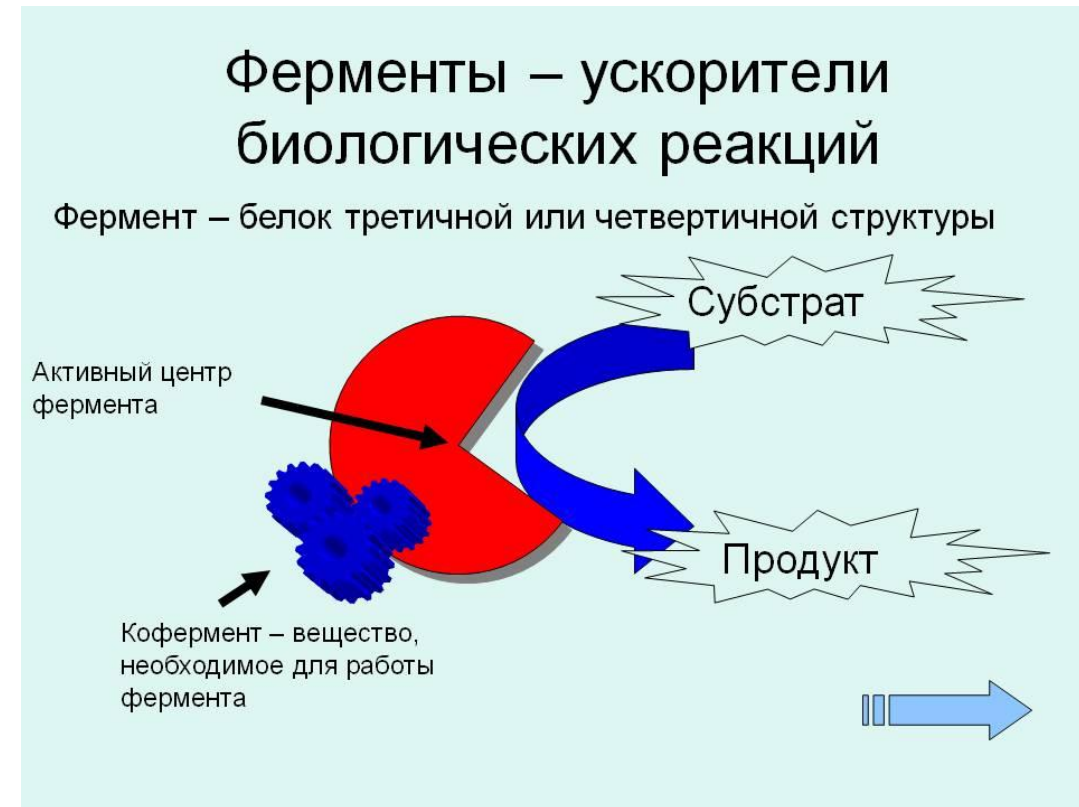 Ферменты – ускорители
биологических реакций
Фермент – белок третичной или четвертичной структуры
Субстрат
Активный центр
фермента
Продукт
Кофермент – вещество,
необходимое для работы
фермента